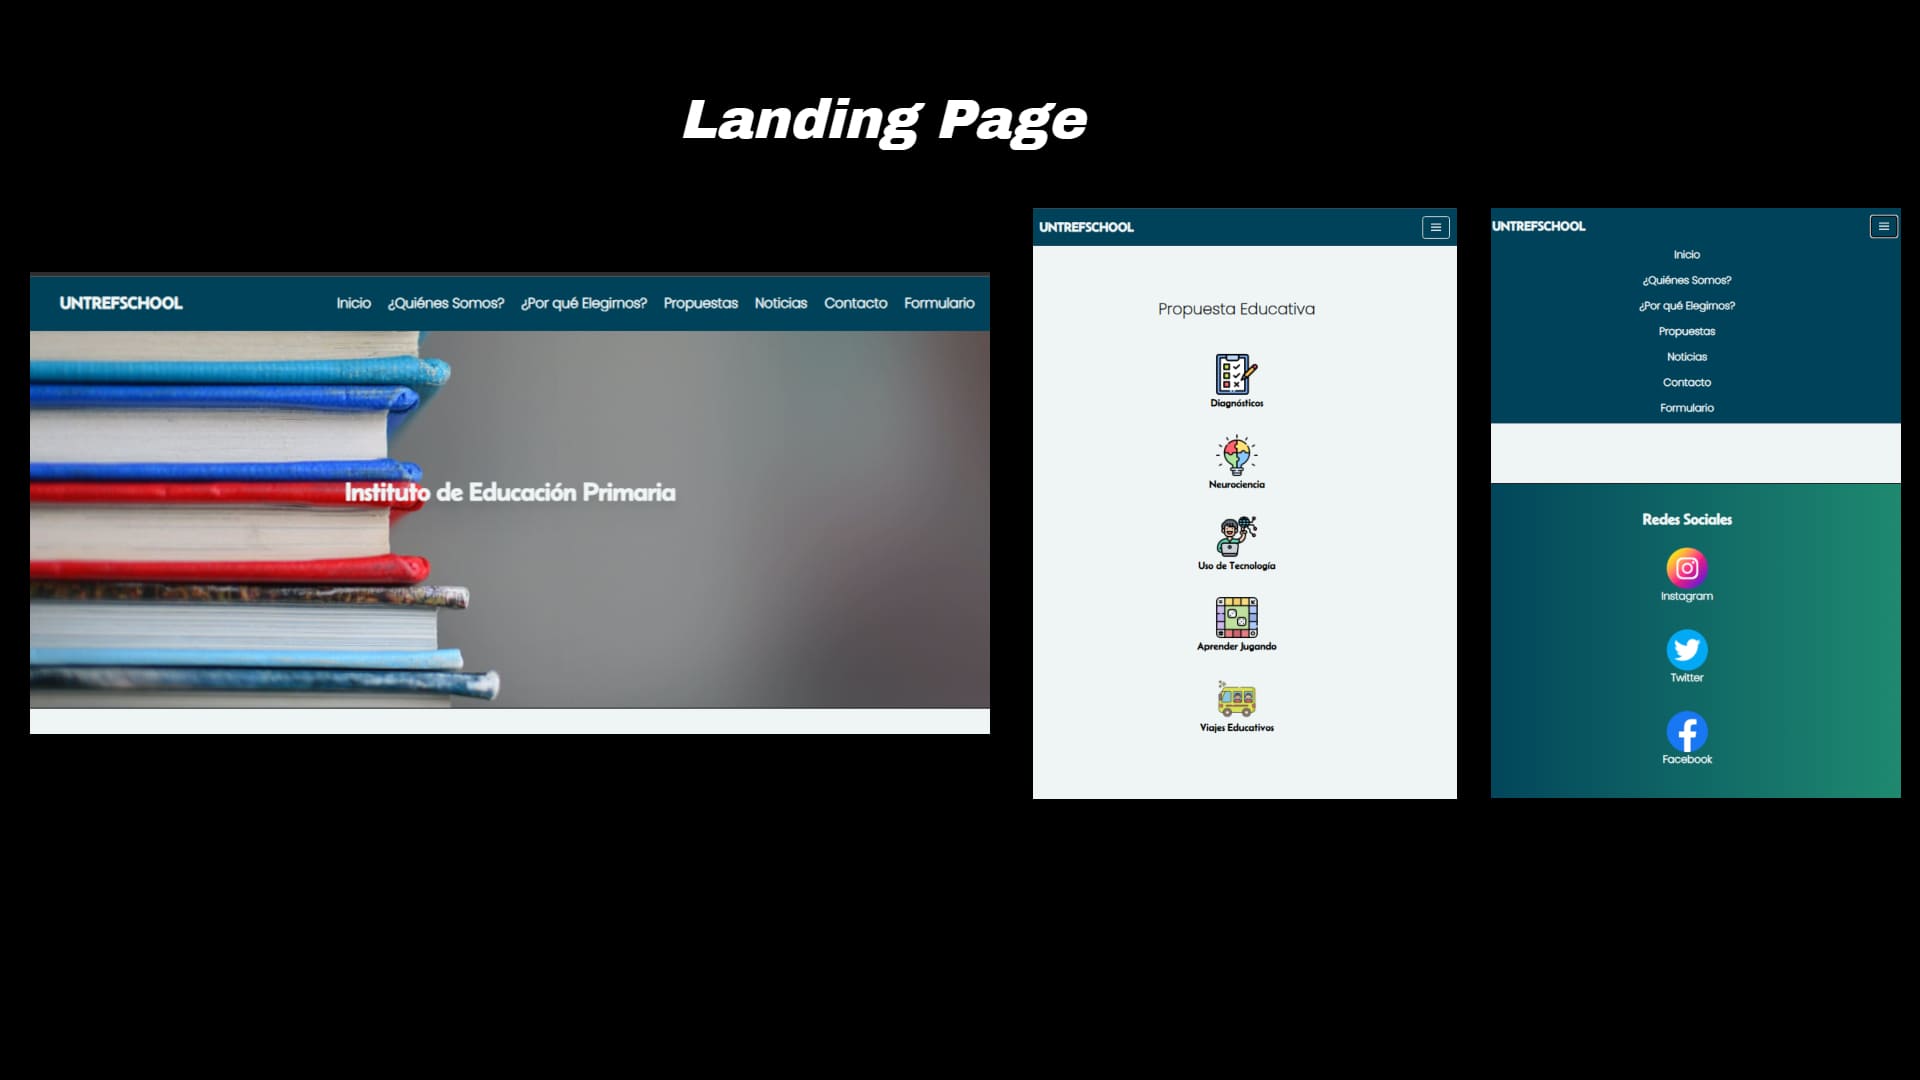 Landing Page
UNTREFSCHOOL
Inicio ¿Quiénes Somos? ¿Por qué Elegirnos? Propuestas Noticias Contacto Formulario
Instituto de Educación Primaria
UNTREFSCHOOL
Propuesta Educativa
Diagnósticos
Neurociencia
Uso de Tecnología
Aprender Jugando
Viajes Educativos
UNTREFSCHOOL
Inicio
¿Quiénes Somos?
¿Por qué Elegirnos?
Propuestas
Noticias
Contacto
Formulario
Redes Sociales
Instagram
Twitter
Facebook